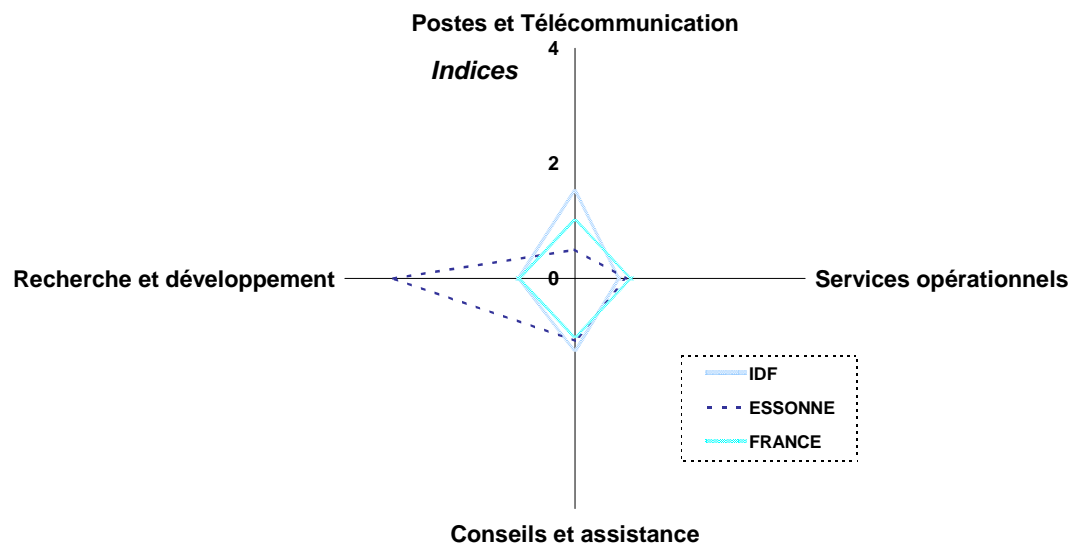 Postes et Télécommunication
4
Indices
2
Recherche et développement
0
Services opérationnels
IDF
ESSONNE
FRANCE
Conseils et assistance